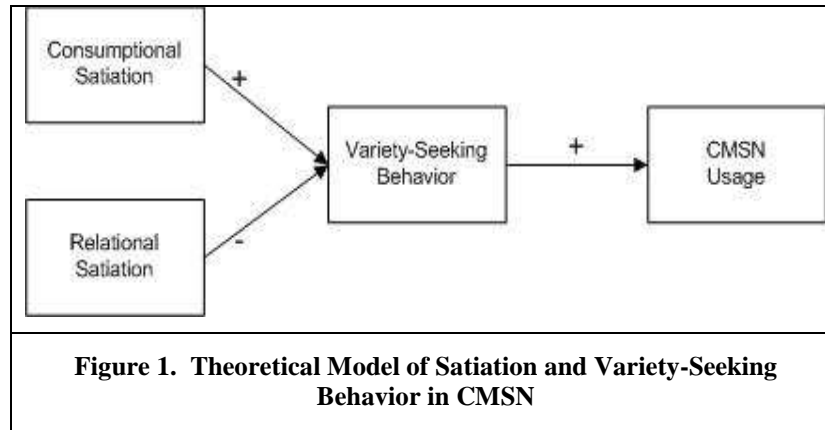 Consumptional
Satiation
+
Variety-Seeking
Behavior
+
CMSN
Usage
Relational
Satiation
-
Figure 1. Theoretical Model of Satiation and Variety-Seeking
Behavior in CMSN